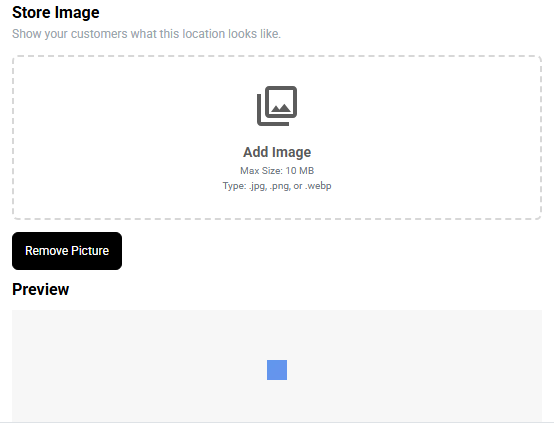 Store Image
Show your customers what this location looks like.
Add Image
Max Size: 10 MB
Type: .jpg, .png, or .webp
Remove Picture
Preview